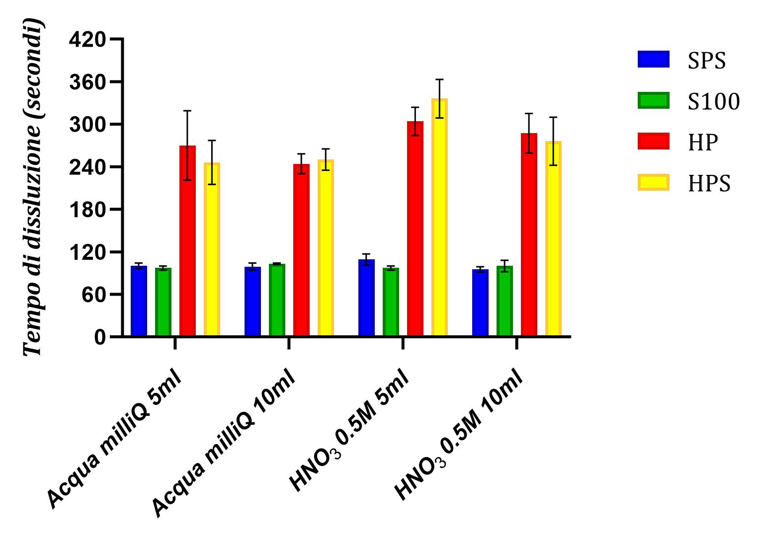 Tempo di dissluzione (secondi)
420
360
300
240
180
120
60
0
Acqua milliQ 5ml
Acqua milliQ 10ml
HNO₃ 0.5M 5ml
HNO₃ 0.5M 10ml
SPS
S100
HP
HPS